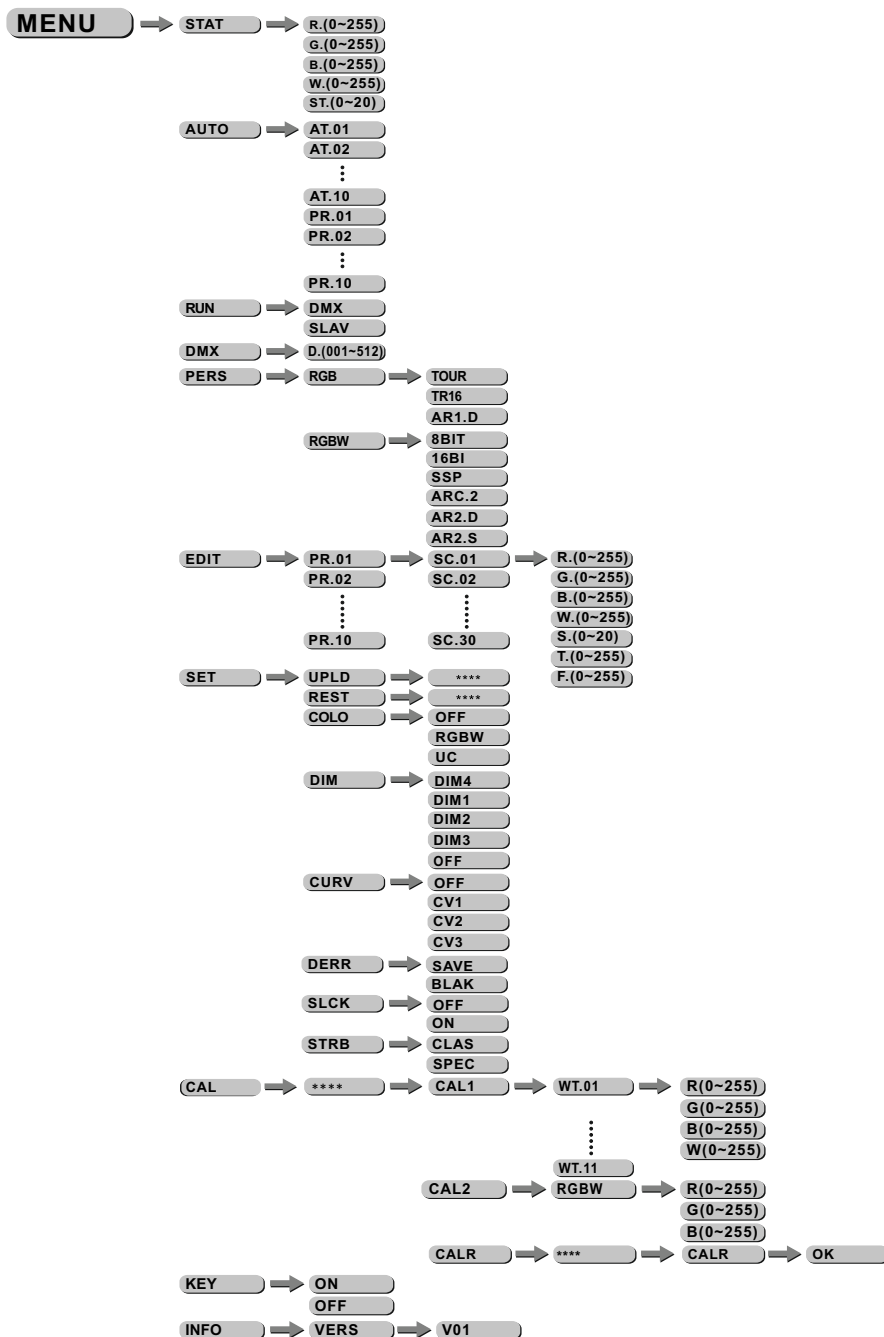 MENU STAT R.(0~255)
G.(0~255)
B.(0~255)
W.(0~255)
ST.(0~20)
AUTO AT.01
AT.02
AT.10
PR.01
PR.02
PR.10
RUN DMX
SLAV
DMX D.(001~512)
PERS RGB TOUR
TR16
AR1.D
RGBW 8BIT
16BI
SSP
ARC.2
AR2.D
AR2.S
EDIT PR.01 SC.01 R.(0~255)
PR.02 SC.02 G.(0~255)
B.(0~255)
W.(0~255)
PR.10 SC.30 S.(0~20)
T.(0~255)
SET UPLD **** F.(0~255)
REST ****
COLO OFF
RGBW
UC
DIM DIM4
DIM1
DIM2
DIM3
OFF
CURV OFF
CV1
CV2
CV3
DERR SAVE
BLAK
SLCK OFF
ON
STRB CLAS
SPEC
CAL **** CAL1 WT.01 R(0~255)
G(0~255)
B(0~255)
W(0~255)
WT.11
CAL2 RGBW R(0~255)
G(0~255)
B(0~255)
CALR **** CALR OK
KEY ON
OFF
INFO VERS V01